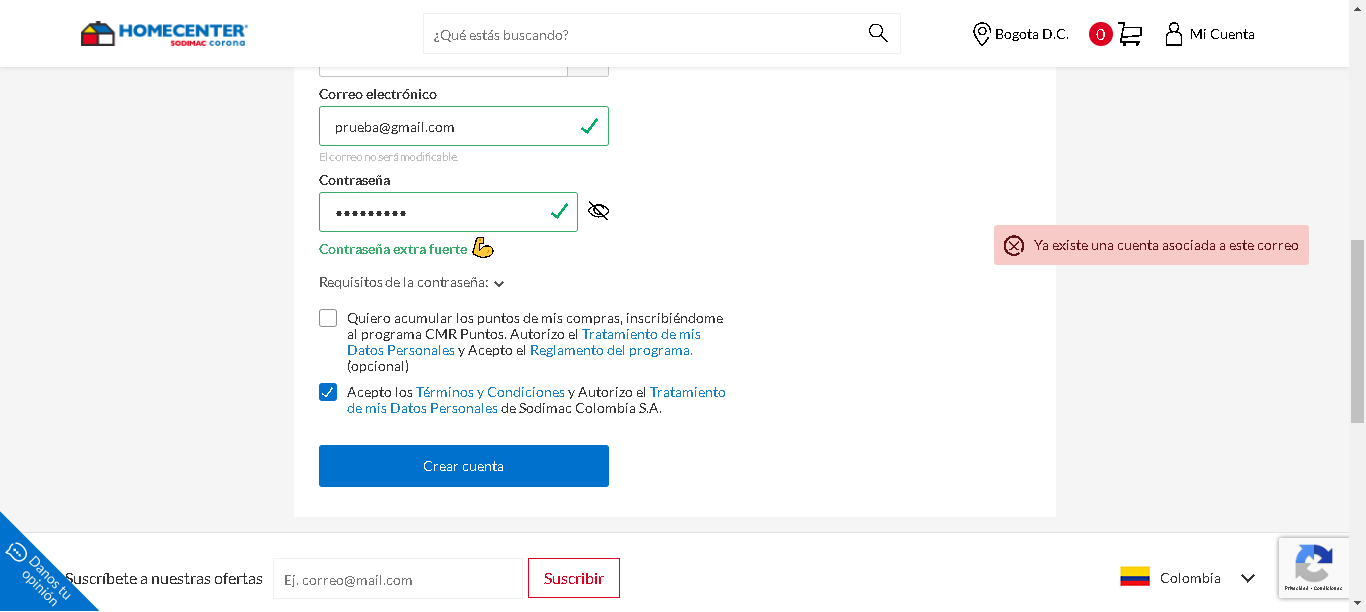 HOMECENTER
SODIMAC corona
¿Qué estás buscando?
Bogota D.C.
0
Mi Cuenta
Correo electrónico
prueba@gmail.com
El correo no será modificable.
Contraseña
•••••••••
Contraseña extra fuerte 💪
Requisitos de la contraseña:
Ya existe una cuenta asociada a este correo
Quiero acumular los puntos de mis compras, inscribiéndome
al programa CMR Puntos. Autorizo el Tratamiento de mis
Datos Personales y Acepto el Reglamento del programa.
(opcional)
Acepto los Términos y Condiciones y Autorizo el Tratamiento
de mis Datos Personales de Sodimac Colombia S.A.
Crear cuenta
Danos tu
opinión
Suscríbete a nuestras ofertas
Ej. correo@mail.com
Suscribir
Colombia
Privacidad - Condiciones